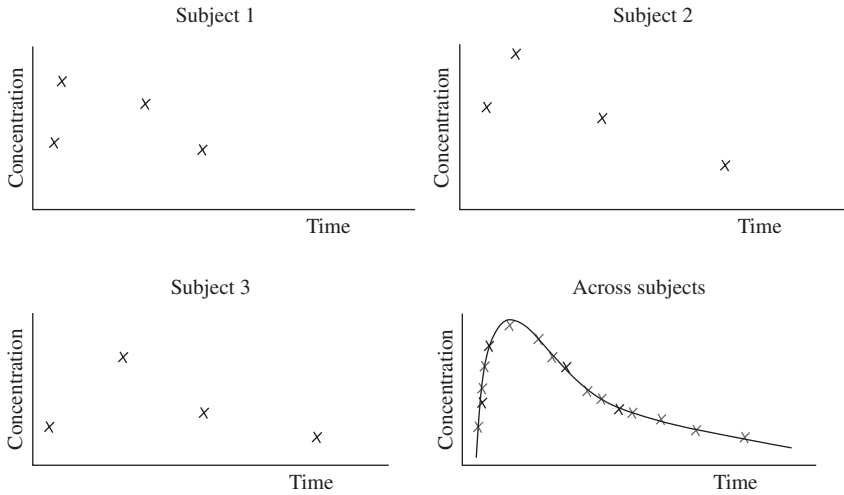 Subject 1
Concentration
Time
Subject 2
Concentration
Time
Subject 3
Concentration
Time
Across subjects
Concentration
Time